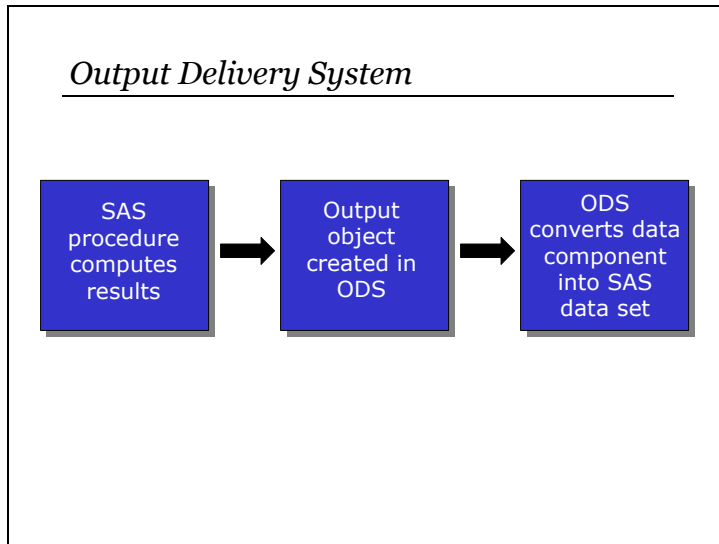 Output Delivery System
SAS
procedure
computes
results
Output
object
created in
ODS
ODS
converts data
component
into SAS
data set